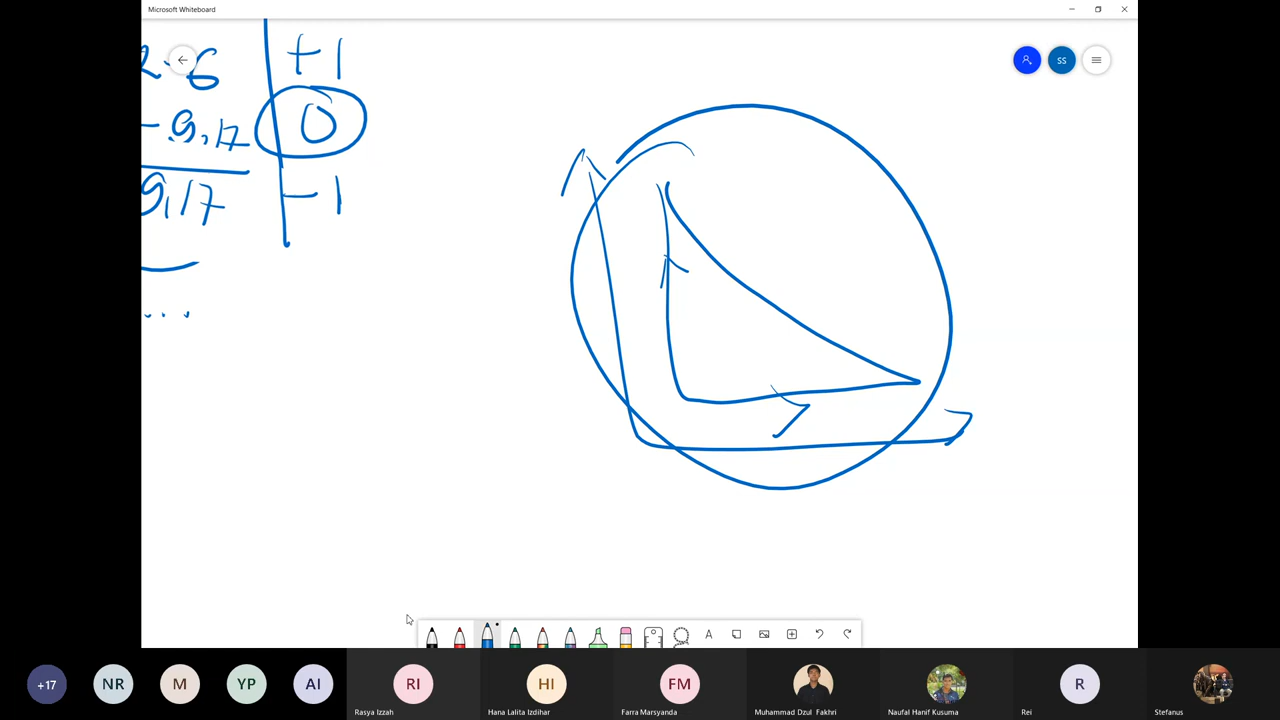 Microsoft Whiteboard
SS
+1
- 9,17 0
9,17 -1
...
A
+17 NR M YP AI RI HI FM R
Rasya Izzah Hana Lalita Izdihar Farra Marsyanda Muhammad Dzul Fakhri Naufal Hanif Kusuma Rei Stefanus